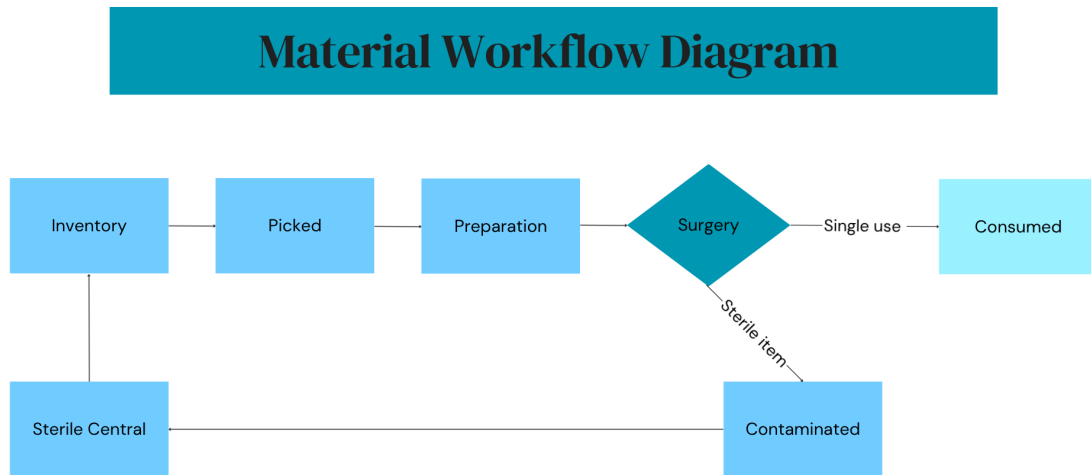 Material Workflow Diagram
Inventory
Picked
Preparation
Surgery
Single use
Consumed
Sterile item
Sterile Central
Contaminated